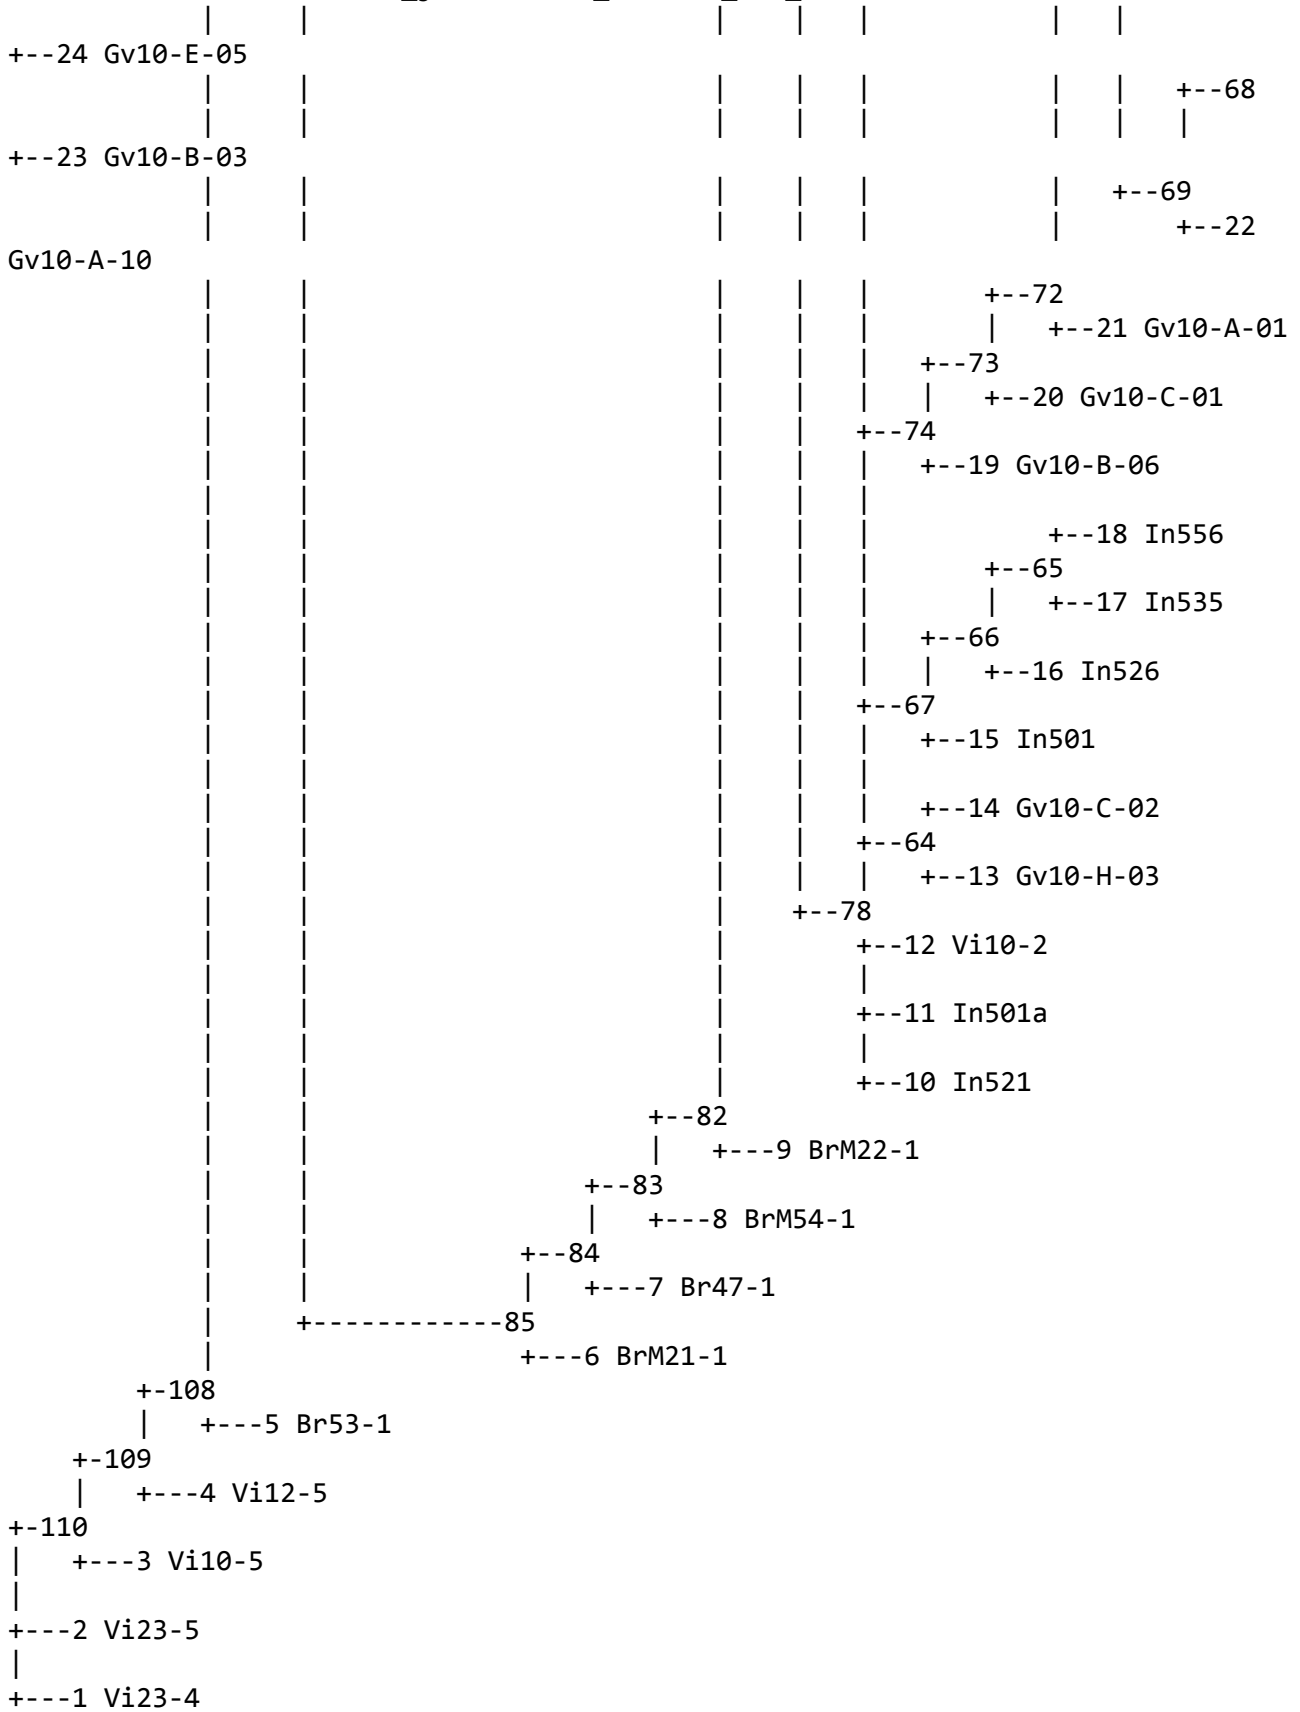 +--24 Gv10-E-05
+--68
+--23 Gv10-B-03
+--69
+--22
Gv10-A-10
+--72
+--21 Gv10-A-01
+--73
+--20 Gv10-C-01
+--74
+--19 Gv10-B-06
+--18 In556
+--65
+--17 In535
+--66
+--16 In526
+--67
+--15 In501
+--14 Gv10-C-02
+--64
+--13 Gv10-H-03
+--78
+--12 Vi10-2
+--11 In501a
+--10 In521
+--82
+---9 BrM22-1
+--83
+---8 BrM54-1
+--84
+---7 Br47-1
+------------85
+---6 BrM21-1
+-108
+---5 Br53-1
+-109
+---4 Vi12-5
+-110
+---3 Vi10-5
+---2 Vi23-5
+---1 Vi23-4